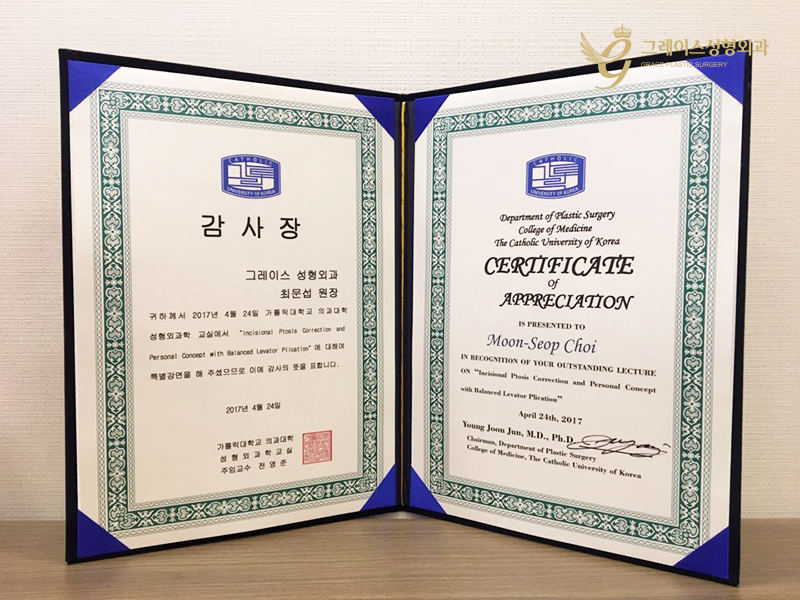 그레이스성형외과
GRACE PLASTIC SURGERY
CATHOLIC
UNIVERSITY OF KOREA
감 사 장
그레이스 성형외과
최문섭 원장
귀하께서 2017년 4월 24일 가톨릭대학교 의과대학
성형외과학 교실에서 "Incisional Ptosis Correction and
Personal Concept with Balanced Levator Plication"에 대하여
특별강연을 해 주셨으므로 이에 감사의 뜻을 표합니다.
2017년 4월 24일
가톨릭대학교 의과대학
성 형 외 과 학 교 실
주임교수 전 영 준
CATHOLIC
UNIVERSITY OF KOREA
Department of Plastic Surgery
College of Medicine
The Catholic University of Korea
CERTIFICATE
Of
APPRECIATION
IS PRESENTED TO
Moon-Seop Choi
IN RECOGNITION OF YOUR OUTSTANDING LECTURE
ON "Incisional Ptosis Correction and Personal Concept
with Balanced Levator Plication"
April 24th, 2017
Young Joon Jun, M.D., Ph.D.
Chairman, Department of Plastic Surgery
College of Medicine, The Catholic University of Korea